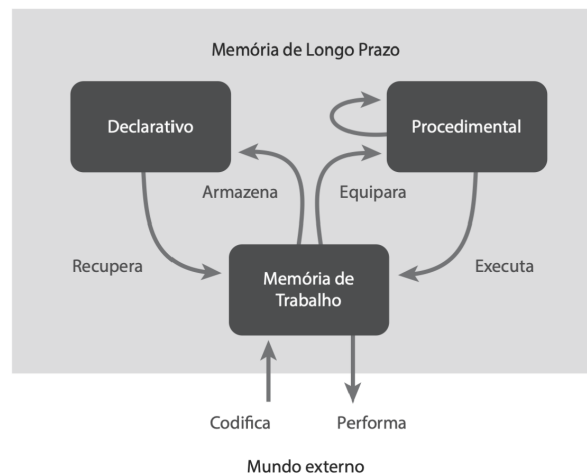 Memória de Longo Prazo
Declarativo
Procedimental
Armazena
Equipara
Recupera
Memória de
Trabalho
Executa
Codifica
Performa
Mundo externo